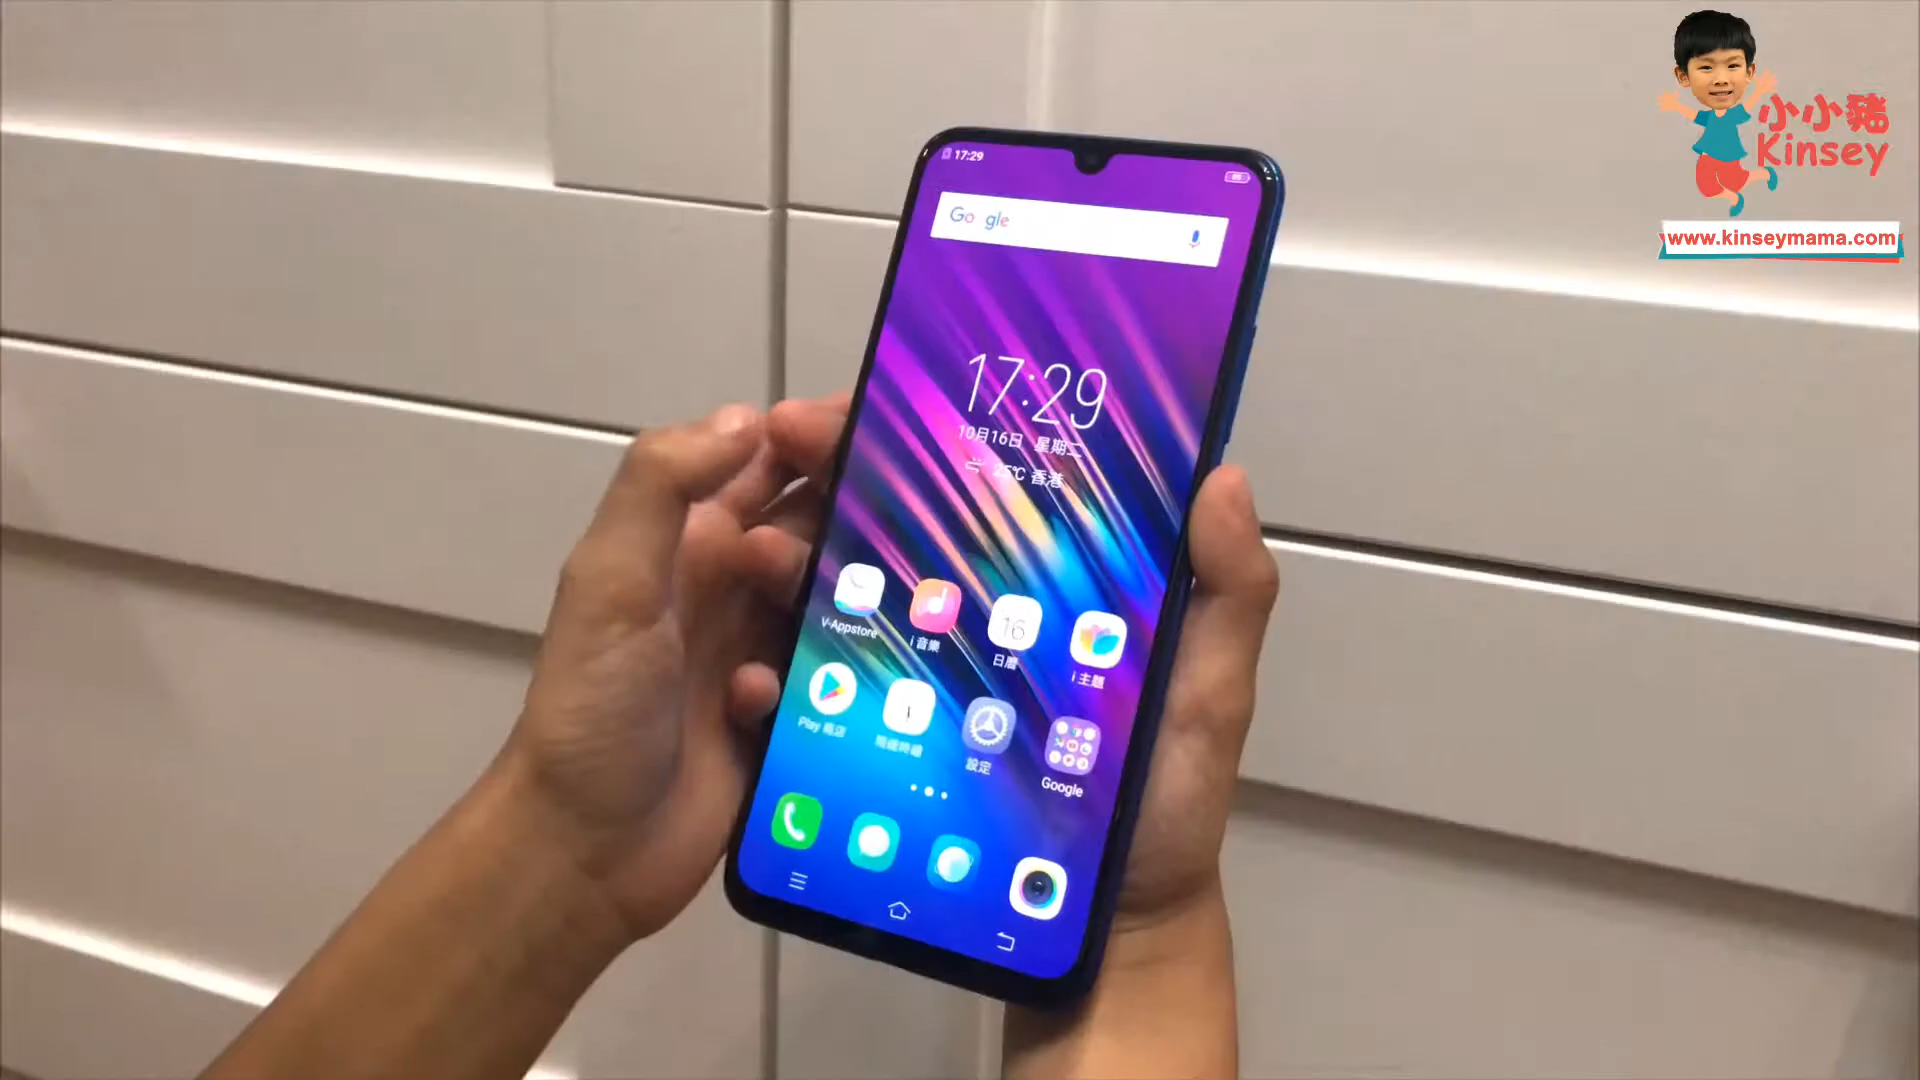 17:29
Google
17:29
10月16日 星期二
25℃ 香港
V-Appstore
i 音樂
16
日曆
i 主題
Play 商店
設定
Google
小小豬
Kinsey
www.kinseymama.com